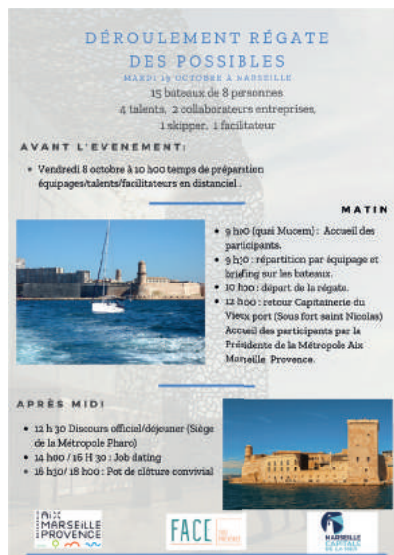 DÉROULEMENT RÉGATE
DES POSSIBLES
MARDI 19 OCTOBRE À MARSEILLE
15 bateaux de 8 personnes
4 talents, 2 collaborateurs entreprises,
1 skipper, 1 facilitateur
AVANT L'EVENEMENT:
• Vendredi 8 octobre à 10 h00 temps de préparation
équipages/talents/facilitateurs en distanciel .
MATIN
• 9 h10 (quai Mucem) : Accueil des
participants.
• 9 h30 : répartition par équipage et
briefing sur les bateaux.
• 10 h00 : départ de la régate.
• 12 h00 : retour Capitainerie du
Vieux port (Sous fort saint Nicolas)
Accueil des participants par la
Présidente de la Métropole Aix
Marseille Provence.
APRÈS MIDI
• 12 h 30 Discours officiel/déjeuner (Siège
de la Métropole Pharo)
• 14 h00 / 16 H 30 : Job dating
• 16 h30/ 18 h00 : Pot de clôture convivial
AIX
MARSEILLE
PROVENCE
FACE
MARSEILLE
CAPITALE
DE LA MER